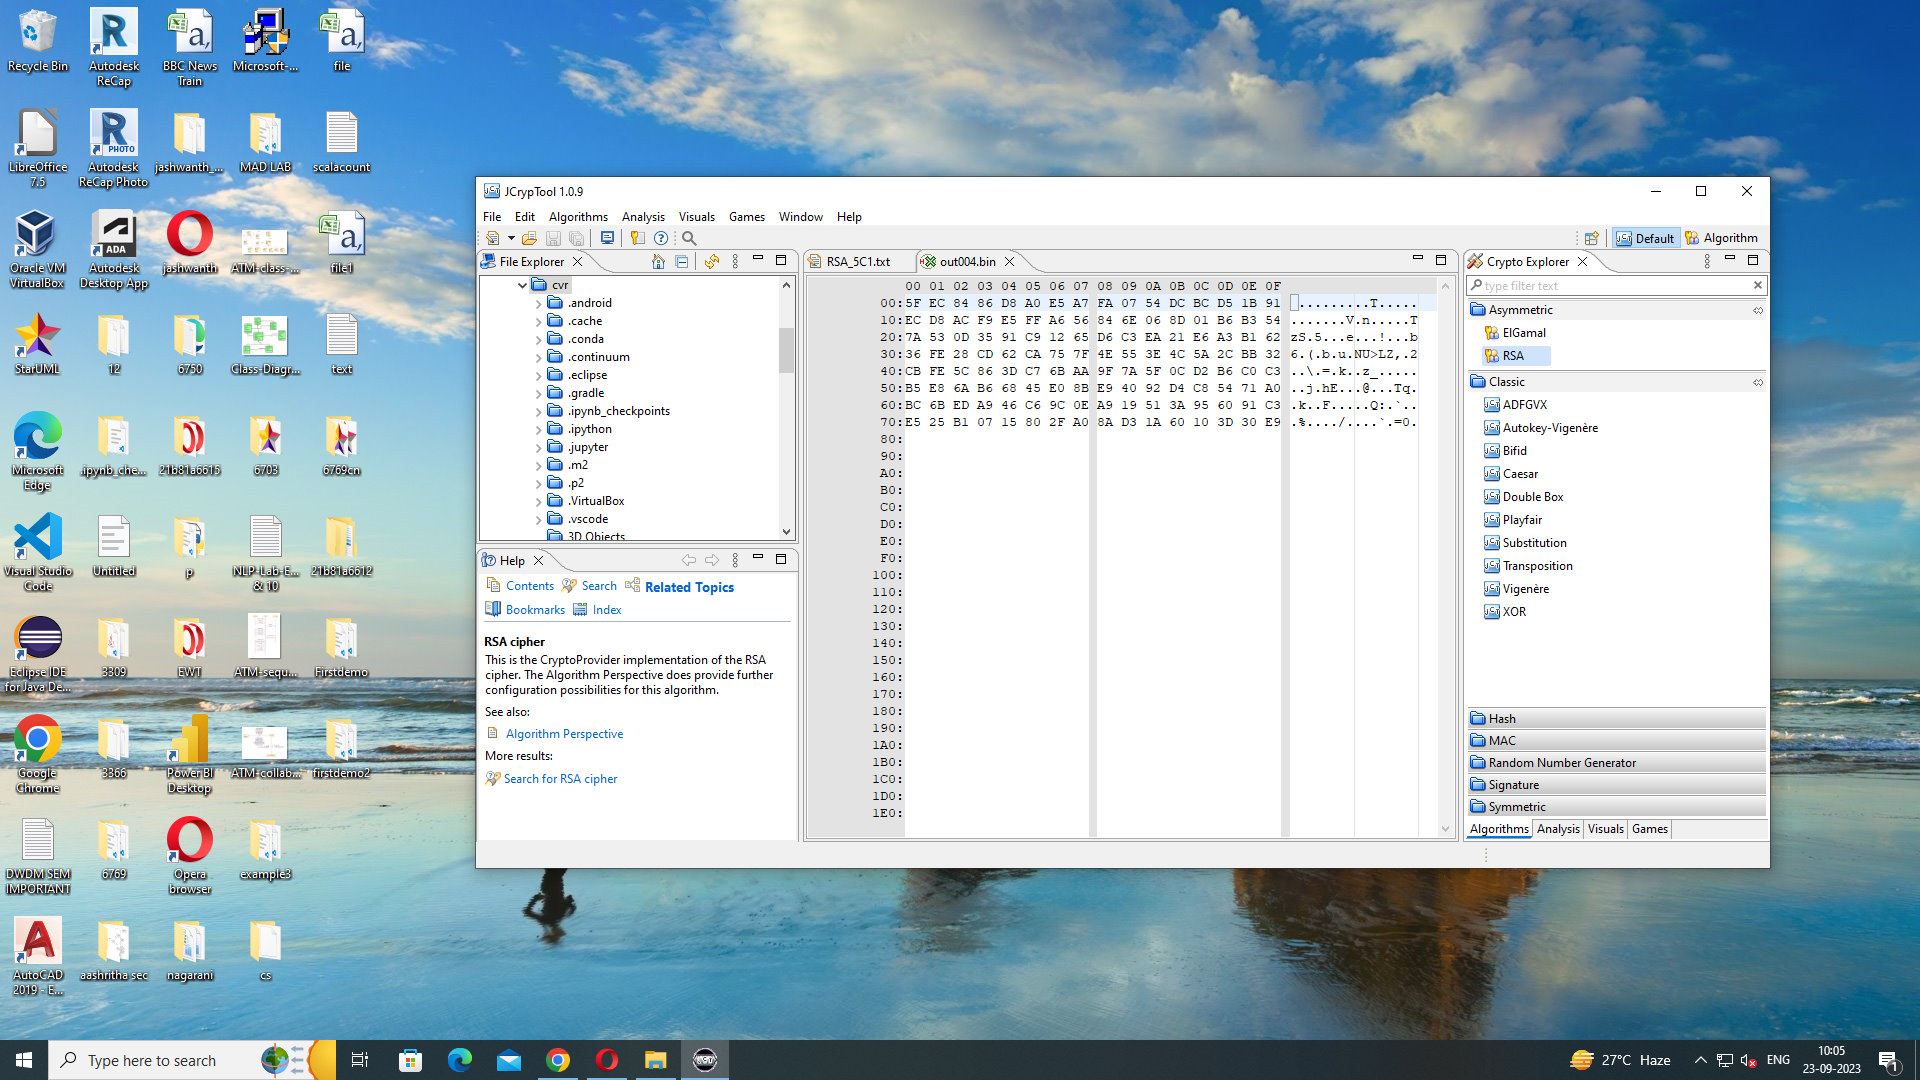 Recycle Bin
Autodesk ReCap
BBC News Train
Microsoft-...
file
LibreOffice 7.5
Autodesk ReCap Photo
jashwanth_...
MAD LAB
scalacount
Oracle VM VirtualBox
Autodesk Desktop App
jashwanth
ATM-class-...
file1
StarUML
12
6750
Class-Diagr...
text
Microsoft Edge
.ipynb_che...
21b81a6615
6703
6769cn
Visual Studio Code
Untitled
p
NLP-Lab-E... & 10
21b81a6612
Eclipse IDE for Java De...
3309
EWT
ATM-sequ...
Firstdemo
Google Chrome
3366
Power BI Desktop
ATM-collab...
firstdemo2
DWDM SEM IMPORTANT
6769
Opera browser
example3
AutoCAD 2019 - E...
aashritha sec
nagarani
cs
JCrypTool 1.0.9
File Edit Algorithms Analysis Visuals Games Window Help
Default Algorithm
File Explorer
cvr
.android
.cache
.conda
.continuum
.eclipse
.gradle
.ipynb_checkpoints
.ipython
.jupyter
.m2
.p2
.VirtualBox
.vscode
3D Objects
Help
Contents Search Related Topics
Bookmarks Index
RSA cipher
This is the CryptoProvider implementation of the RSA
cipher. The Algorithm Perspective does provide further
configuration possibilities for this algorithm.
See also:
Algorithm Perspective
More results:
Search for RSA cipher
RSA_5C1.txt out004.bin
00 01 02 03 04 05 06 07 08 09 0A 0B 0C 0D 0E 0F
00: 5F EC 84 86 D8 A0 E5 A7 FA 07 54 DC BC D5 1B 91 .........T.....
10: EC D8 AC F9 E5 FF A6 56 84 6E 06 8D 01 B6 B3 54 .......V.n.....T
20: 7A 53 0D 35 91 C9 12 65 D6 C3 EA 21 E6 A3 B1 62 zS.5...e...!...b
30: 36 FE 28 CD 62 CA 75 7F 4E 55 3E 4C 5A 2C BB 32 6.(.b.u.NU>LZ,.2
40: CB FE 5C 86 3D C7 6B AA 9F 7A 5F 0C D2 B6 C0 C3 ..\.=.k..z_.....
50: B5 E8 6A B6 68 45 E0 8B E9 40 92 D4 C8 54 71 A0 ..j.hE...@...Tq.
60: BC 6B ED A9 46 C6 9C 0E A9 19 51 3A 95 60 91 C3 .k..F.....Q:.`..
70: E5 25 B1 07 15 80 2F A0 8A D3 1A 60 10 3D 30 E9 .%..../....`.=0.
80:
90:
A0:
B0:
C0:
D0:
E0:
F0:
100:
110:
120:
130:
140:
150:
160:
170:
180:
190:
1A0:
1B0:
1C0:
1D0:
1E0:
Crypto Explorer
type filter text
Asymmetric
ElGamal
RSA
Classic
ADFGVX
Autokey-Vigenère
Bifid
Caesar
Double Box
Playfair
Substitution
Transposition
Vigenère
XOR
Hash
MAC
Random Number Generator
Signature
Symmetric
Algorithms Analysis Visuals Games
Type here to search
27°C Haze
ENG
10:05
23-09-2023
1